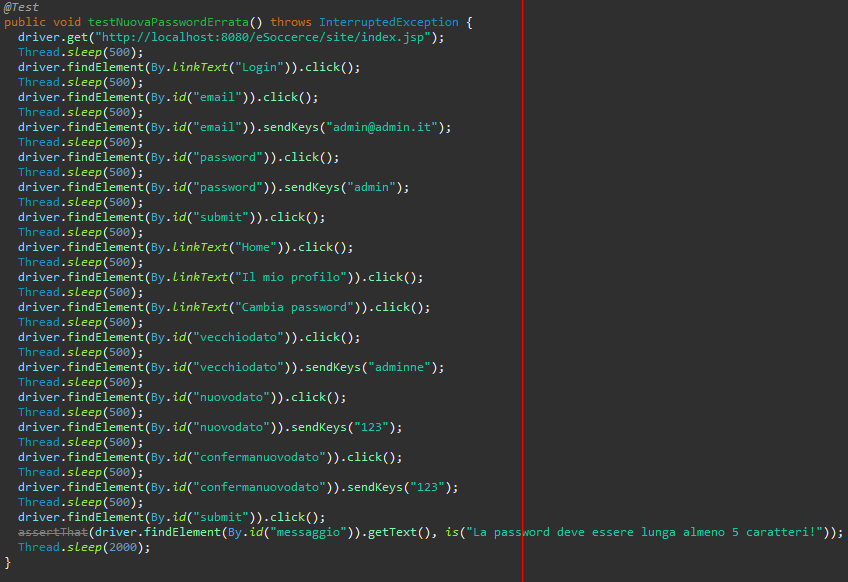 @Test
public void testNuovaPasswordErrata() throws InterruptedException {
  driver.get("http://localhost:8080/eSoccerce/site/index.jsp");
  Thread.sleep(500);
  driver.findElement(By.linkText("Login")).click();
  Thread.sleep(500);
  driver.findElement(By.id("email")).click();
  Thread.sleep(500);
  driver.findElement(By.id("email")).sendKeys("admin@admin.it");
  Thread.sleep(500);
  driver.findElement(By.id("password")).click();
  Thread.sleep(500);
  driver.findElement(By.id("password")).sendKeys("admin");
  Thread.sleep(500);
  driver.findElement(By.id("submit")).click();
  Thread.sleep(500);
  driver.findElement(By.linkText("Home")).click();
  Thread.sleep(500);
  driver.findElement(By.linkText("Il mio profilo")).click();
  Thread.sleep(500);
  driver.findElement(By.linkText("Cambia password")).click();
  Thread.sleep(500);
  driver.findElement(By.id("vecchiodato")).click();
  Thread.sleep(500);
  driver.findElement(By.id("vecchiodato")).sendKeys("adminne");
  Thread.sleep(500);
  driver.findElement(By.id("nuovodato")).click();
  Thread.sleep(500);
  driver.findElement(By.id("nuovodato")).sendKeys("123");
  Thread.sleep(500);
  driver.findElement(By.id("confermanuovodato")).click();
  Thread.sleep(500);
  driver.findElement(By.id("confermanuovodato")).sendKeys("123");
  Thread.sleep(500);
  driver.findElement(By.id("submit")).click();
  assertThat(driver.findElement(By.id("messaggio")).getText(), is("La password deve essere lunga almeno 5 caratteri!"));
  Thread.sleep(2000);
}